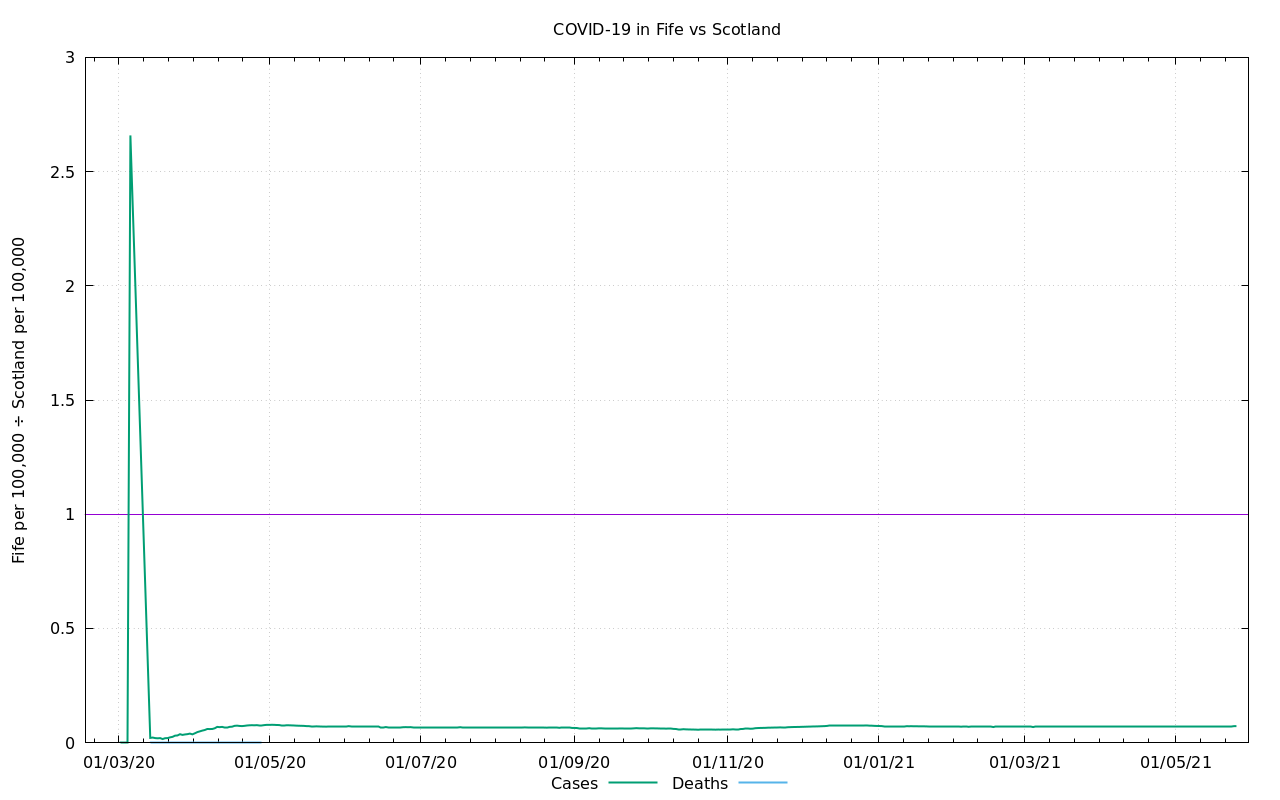 COVID-19 in Fife vs Scotland
Fife per 100,000 ÷ Scotland per 100,000
3
2.5
2
1.5
1
0.5
0
01/03/20 01/05/20 01/07/20 01/09/20 01/11/20 01/01/21 01/03/21 01/05/21
Cases Deaths